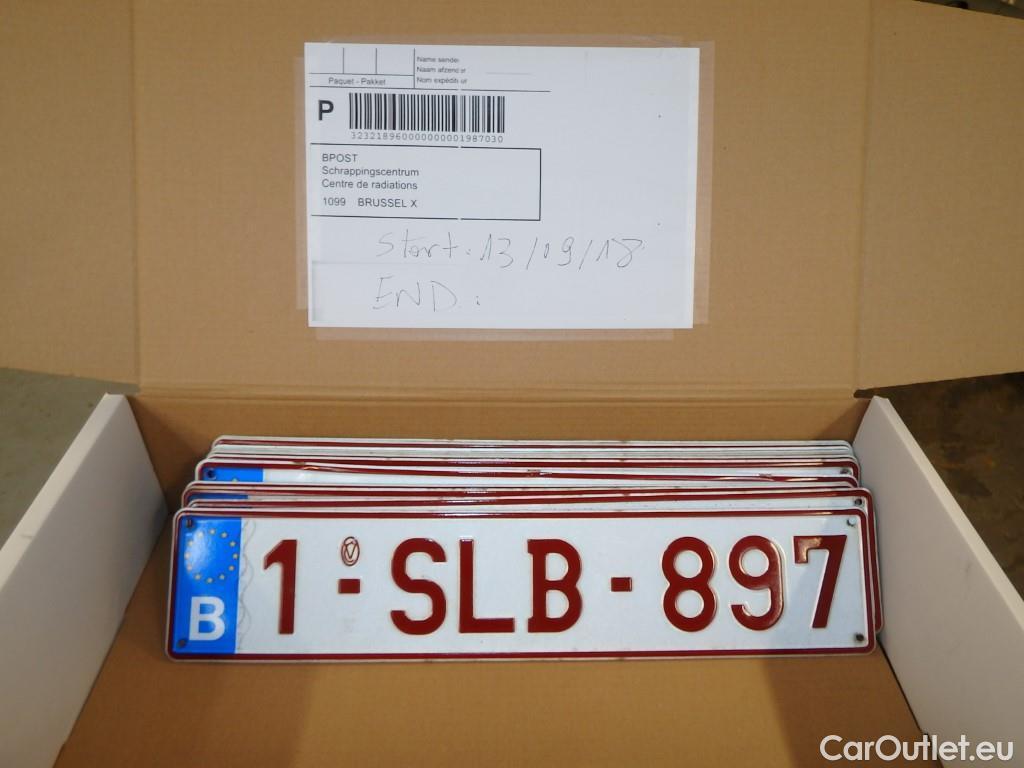 Name sender
Naam afzender
Nom expéditeur
Paquet - Pakket
P
32321896000000001987030
BPOST
Schrappingscentrum
Centre de radiations
1099 BRUSSEL X
Start: 13/09/18
END:
B 1-SLB-897
CarOutlet.eu